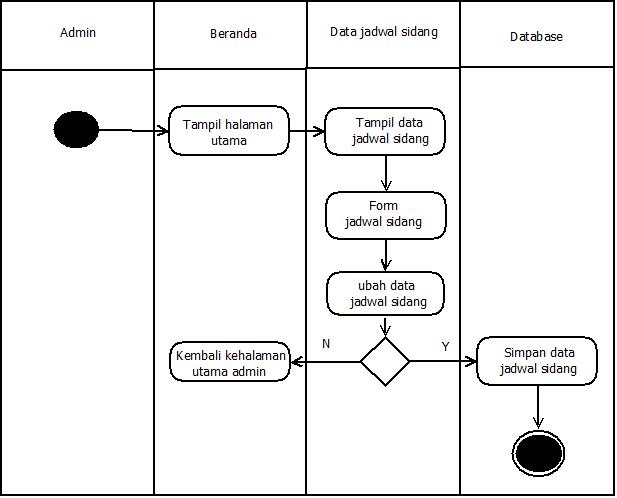 Admin
Beranda
Data jadwal sidang
Database
Tampil halaman
utama
Tampil data
jadwal sidang
Form
jadwal sidang
ubah data
jadwal sidang
N
Y
Kembali kehalaman
utama admin
Simpan data
jadwal sidang